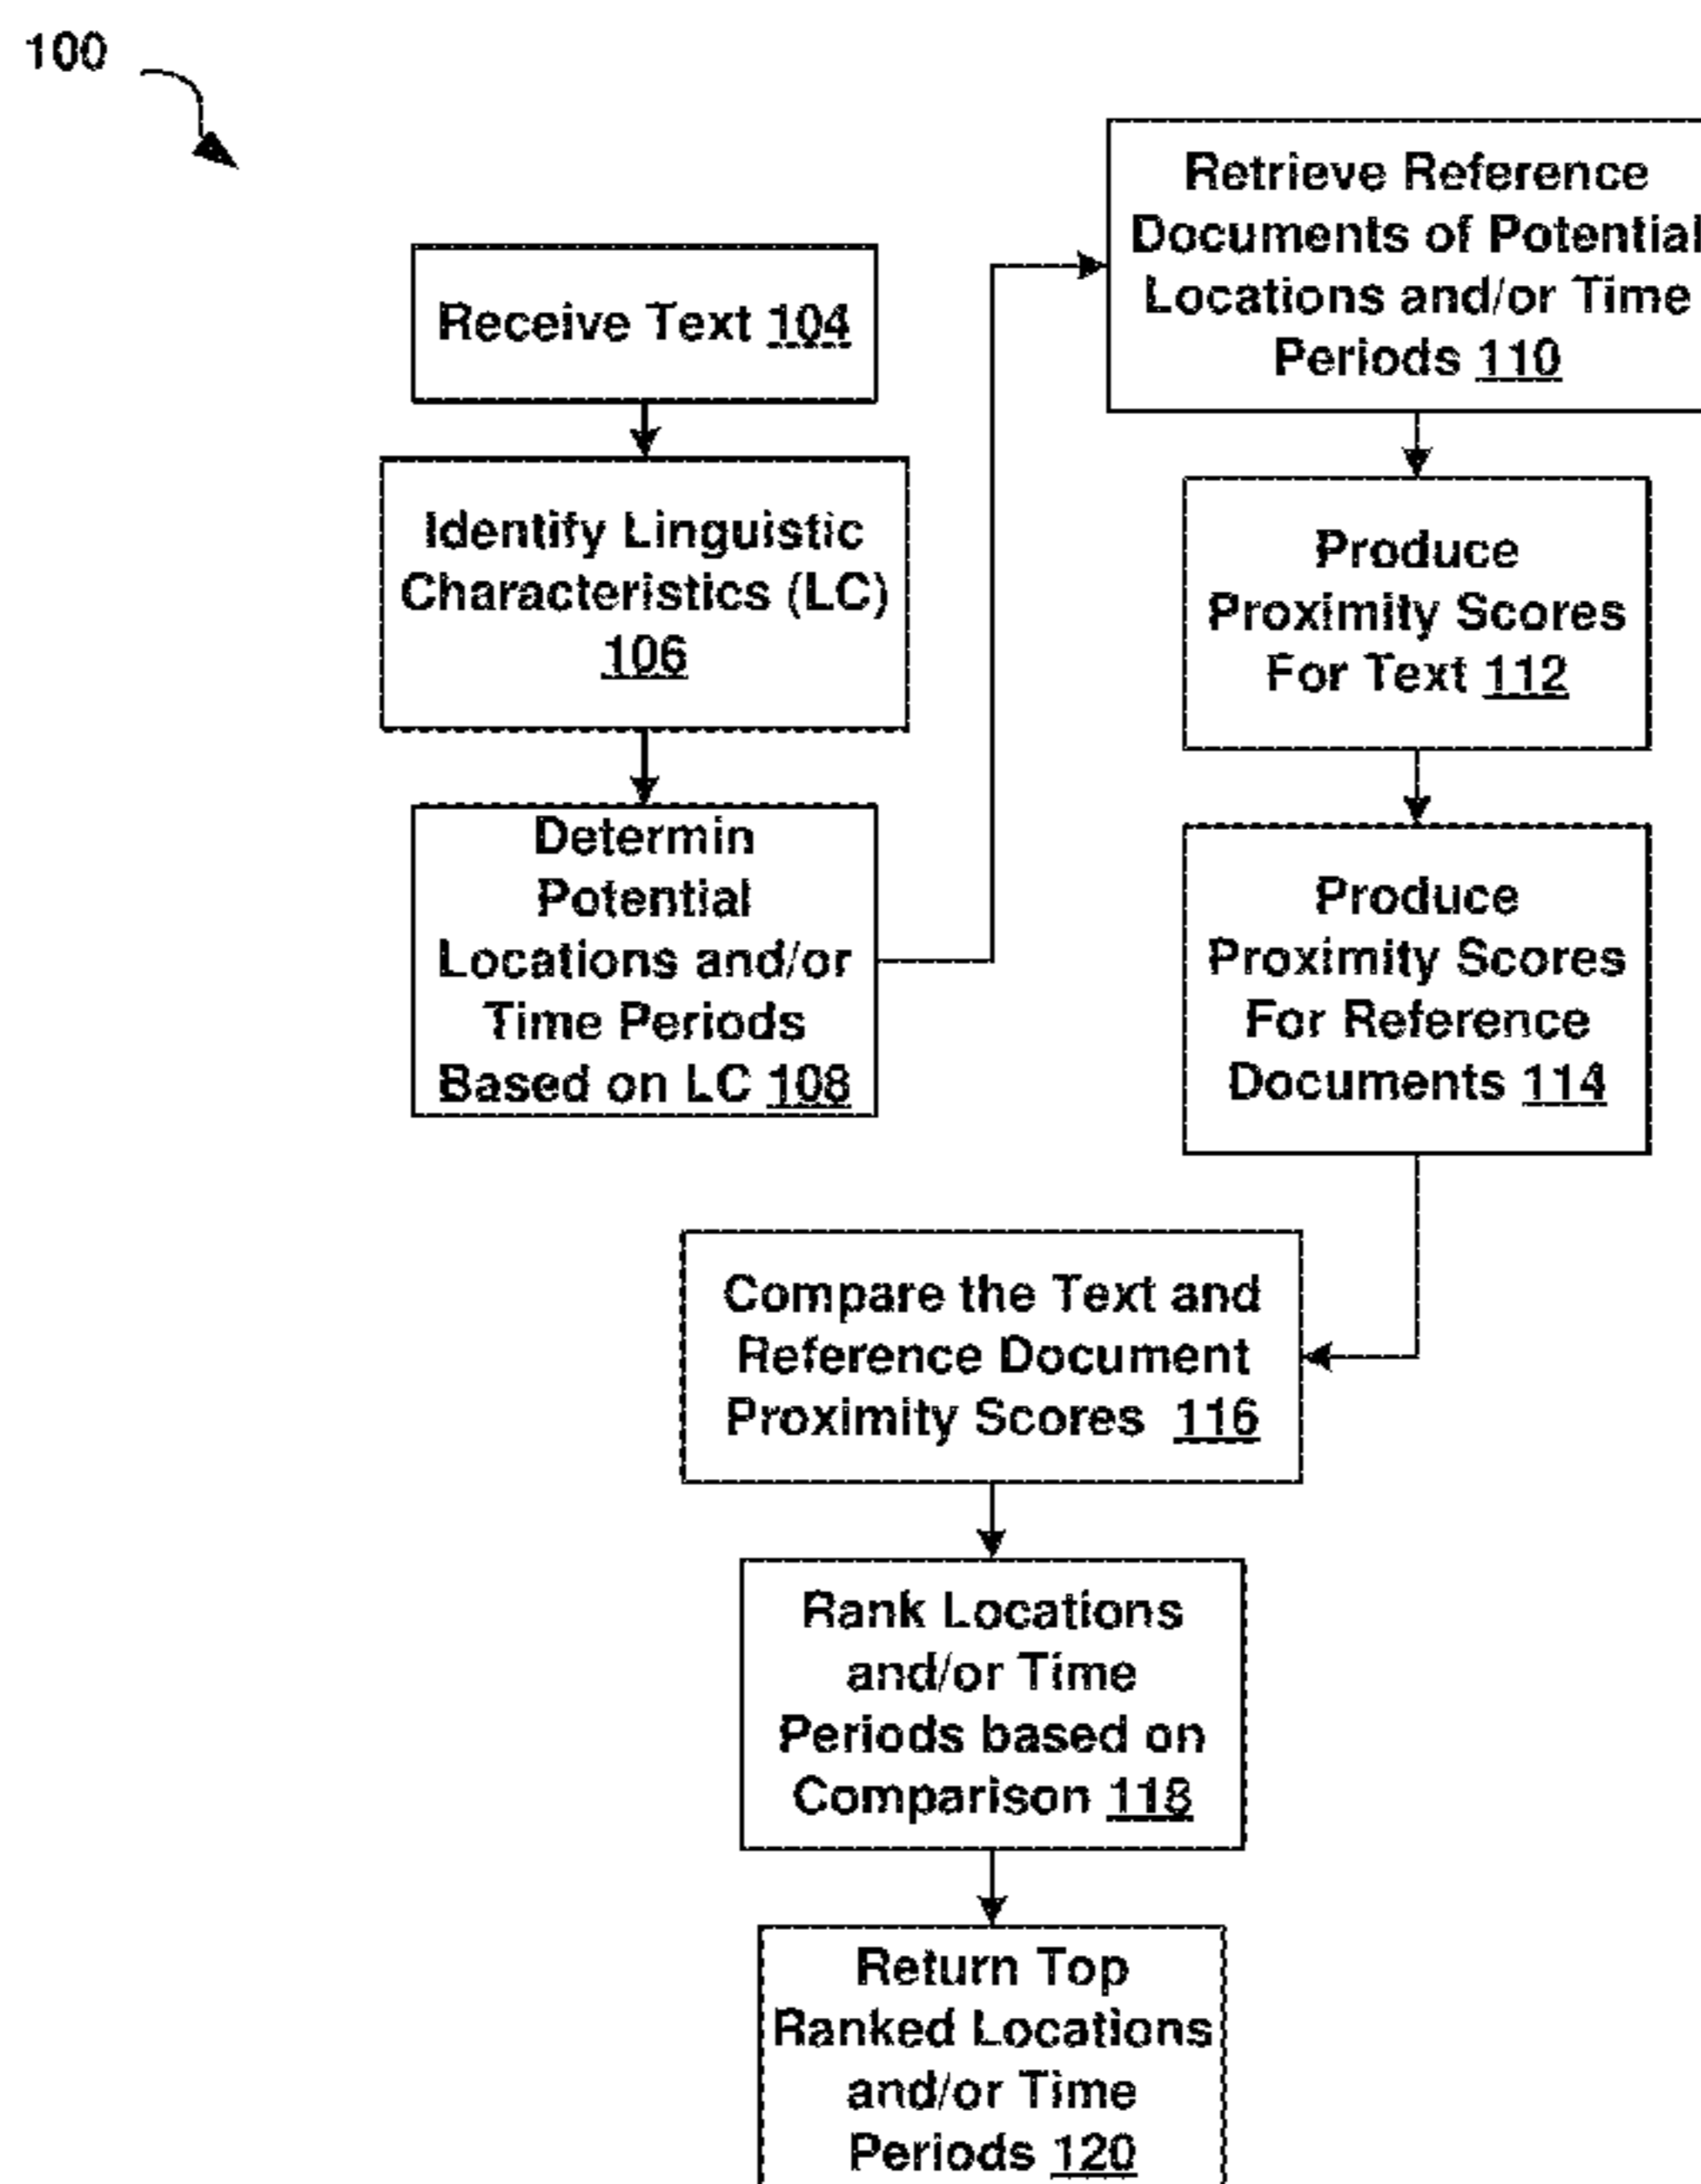 100
Receive Text 104
Identify Linguistic
Characteristics (LC)
106
Determin
Potential
Locations and/or
Time Periods
Based on LC 108
Retrieve Reference
Documents of Potential
Locations and/or Time
Periods 110
Produce
Proximity Scores
For Text 112
Produce
Proximity Scores
For Reference
Documents 114
Compare the Text and
Reference Document
Proximity Scores 116
Rank Locations
and/or Time
Periods based on
Comparison 118
Return Top
Ranked Locations
and/or Time
Periods 120